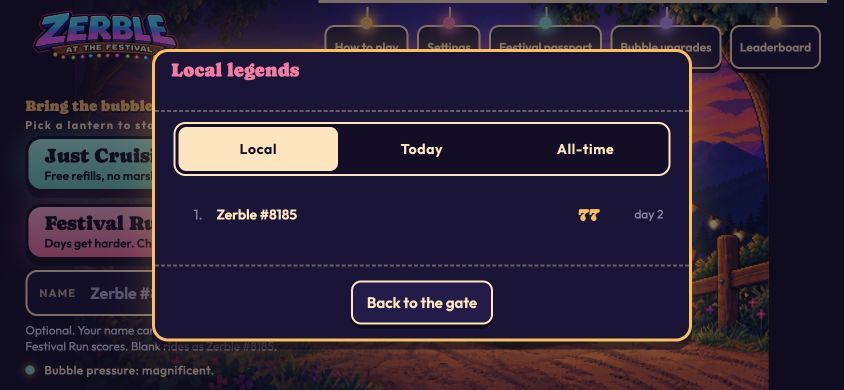 ZERBLE
AT THE FESTIVAL
How to play
Settings
Festival passport
Bubble upgrades
Leaderboard
Local legends
Bring the bubble
Pick a lantern to sta
Just Cruisi
Free refills, no mars
Festival Ru
Days get harder. Ch
Local
Today
All-time
1. Zerble #8185 77 day 2
NAME Zerble #8
Back to the gate
Optional. Your name car
Festival Run scores. Blank rides as Zerble #8185.
Bubble pressure: magnificent.